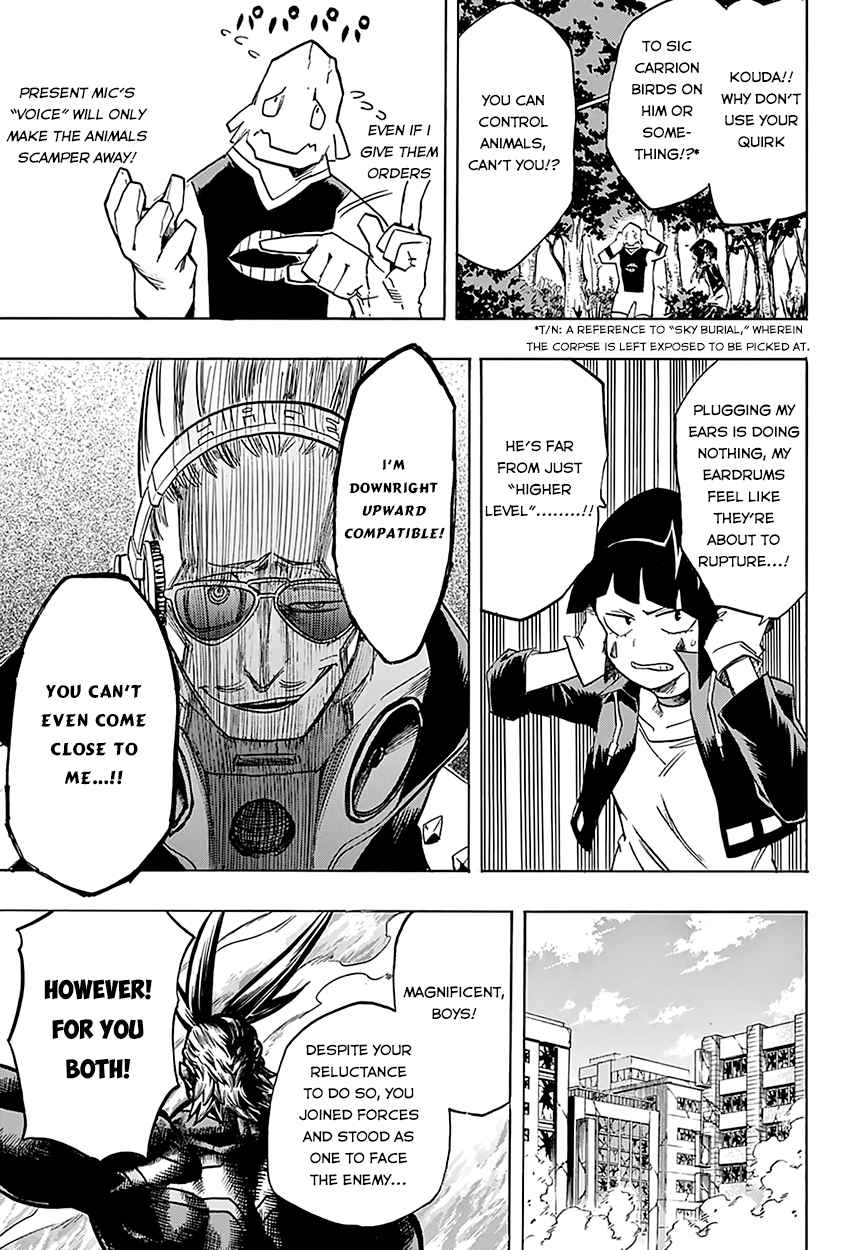 KOUDA!!
WHY DON'T
USE YOUR
QUIRK
TO SIC
CARRION
BIRDS ON
HIM OR
SOME-
THING!?*
YOU CAN
CONTROL
ANIMALS,
CAN'T YOU!?
*T/N: A REFERENCE TO "SKY BURIAL," WHEREIN
THE CORPSE IS LEFT EXPOSED TO BE PICKED AT.
パパパパ
EVEN IF I
GIVE THEM
ORDERS
PRESENT MIC'S
"VOICE" WILL ONLY
MAKE THE ANIMALS
SCAMPER AWAY!
PLUGGING MY
EARS IS DOING
NOTHING, MY
EARDRUMS
FEEL LIKE
THEY'RE
ABOUT TO
RUPTURE...!
HE'S FAR
FROM JUST
"HIGHER
LEVEL".........!!
I'M
DOWNRIGHT
UPWARD
COMPATIBLE!
YOU CAN'T
EVEN COME
CLOSE TO
ME...!!
MAGNIFICENT,
BOYS!
DESPITE YOUR
RELUCTANCE
TO DO SO, YOU
JOINED FORCES
AND STOOD AS
ONE TO FACE
THE ENEMY...
HOWEVER!
FOR YOU
BOTH!